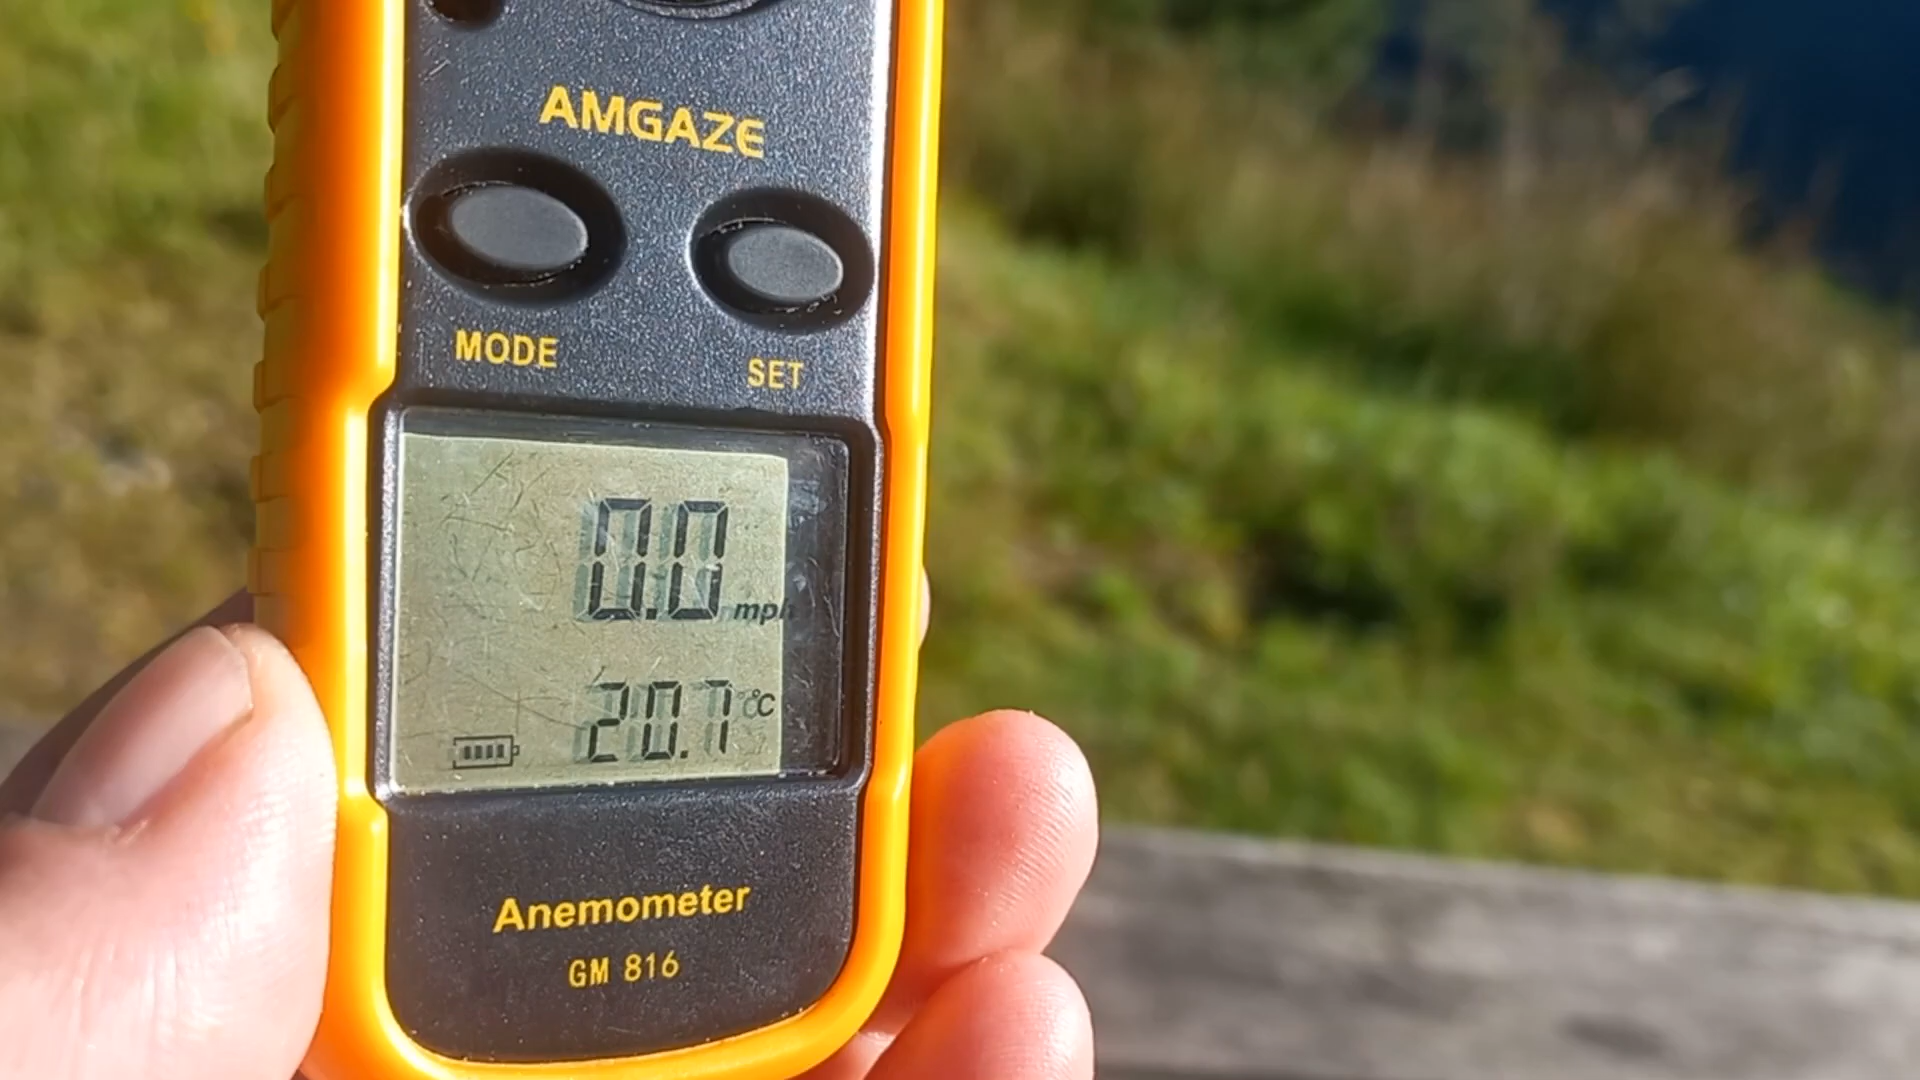 AMGAZE
MODE SET
0.0 mph
20.7 °C
Anemometer
GM 816